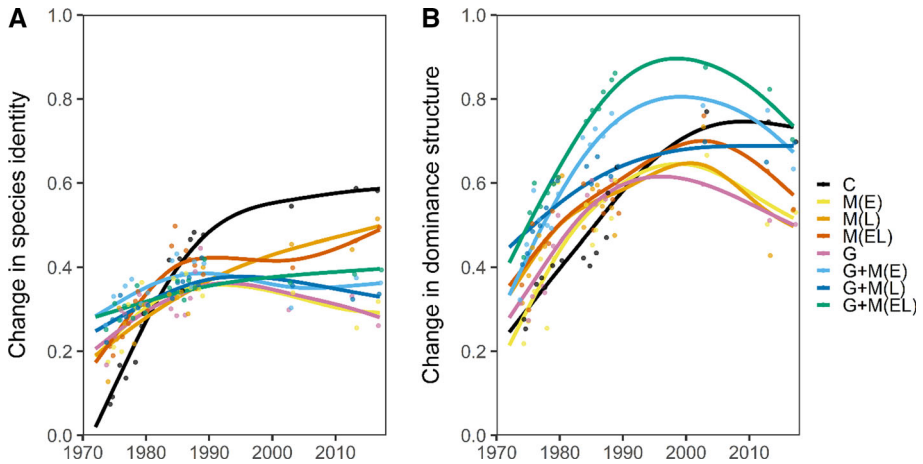 A
B
Change in species identity
1.0
0.8
0.6
0.4
0.2
0.0
1970 1980 1990 2000 2010
Change in dominance structure
1.0
0.8
0.6
0.4
0.2
0.0
1970 1980 1990 2000 2010
C
M(E)
M(L)
M(EL)
G
G+M(E)
G+M(L)
G+M(EL)